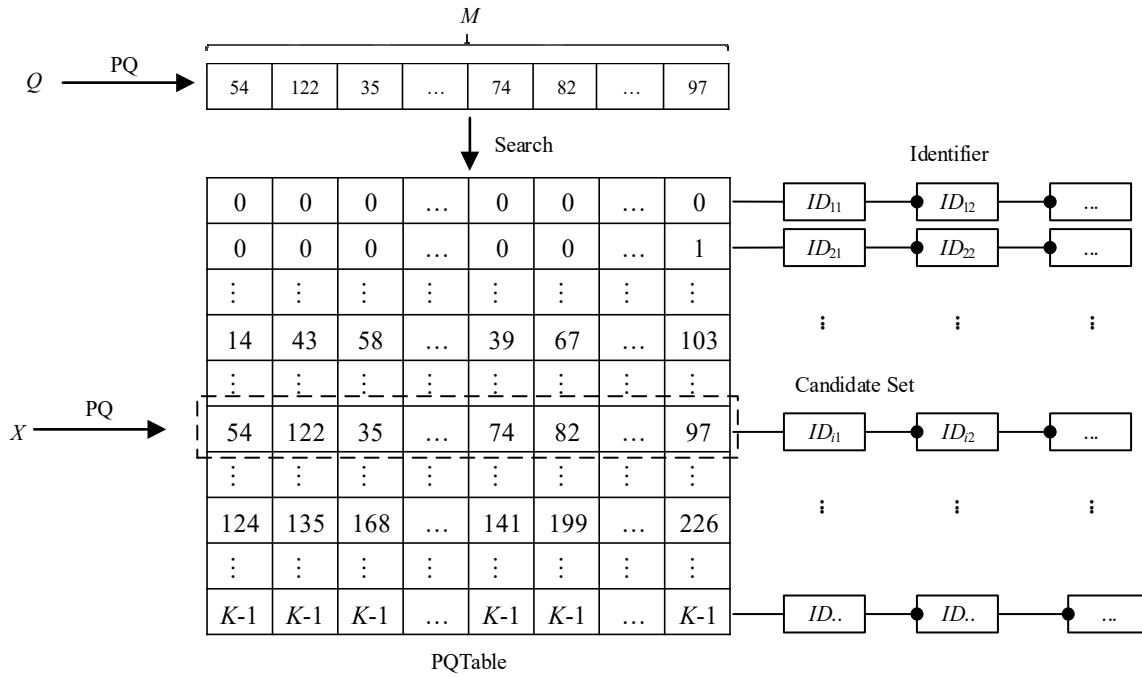 M
Q PQ 54 122 35 … 74 82 … 97
Search
Identifier
0 0 0 … 0 0 … 0 ID₁₁ ID₁₂ ...
0 0 0 … 0 0 … 1 ID₂₁ ID₂₂ ...
⋮ ⋮ ⋮ ⋮ ⋮ ⋮
⋮ ⋮ ⋮
14 43 58 … 39 67 … 103
⋮ ⋮ ⋮ ⋮ ⋮ ⋮
Candidate Set
X PQ 54 122 35 … 74 82 … 97 IDᵢ₁ IDᵢ₂ ...
⋮ ⋮ ⋮ ⋮ ⋮ ⋮
⋮ ⋮ ⋮
124 135 168 … 141 199 … 226
⋮ ⋮ ⋮ ⋮ ⋮ ⋮
K-1 K-1 K-1 … K-1 K-1 … K-1 ID.. ID.. ...
PQTable